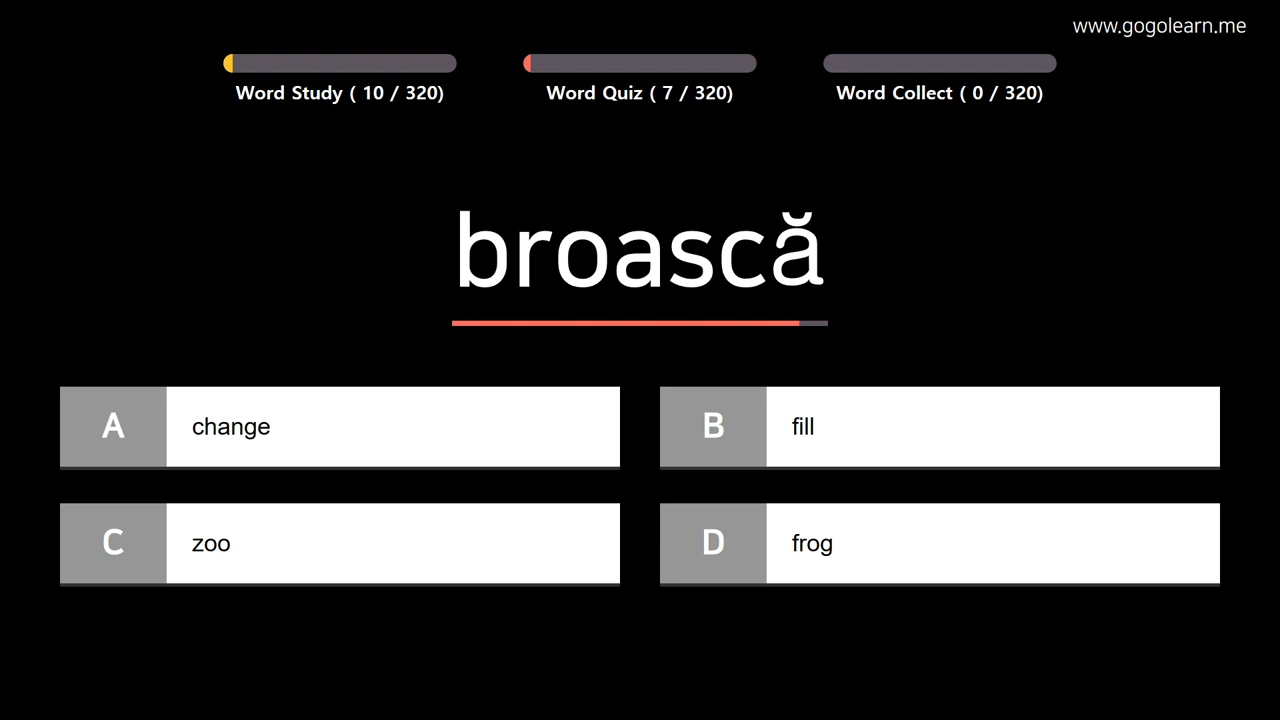 www.gogolearn.me
Word Study ( 10 / 320)
Word Quiz ( 7 / 320)
Word Collect ( 0 / 320)
broască
A change
B fill
C zoo
D frog